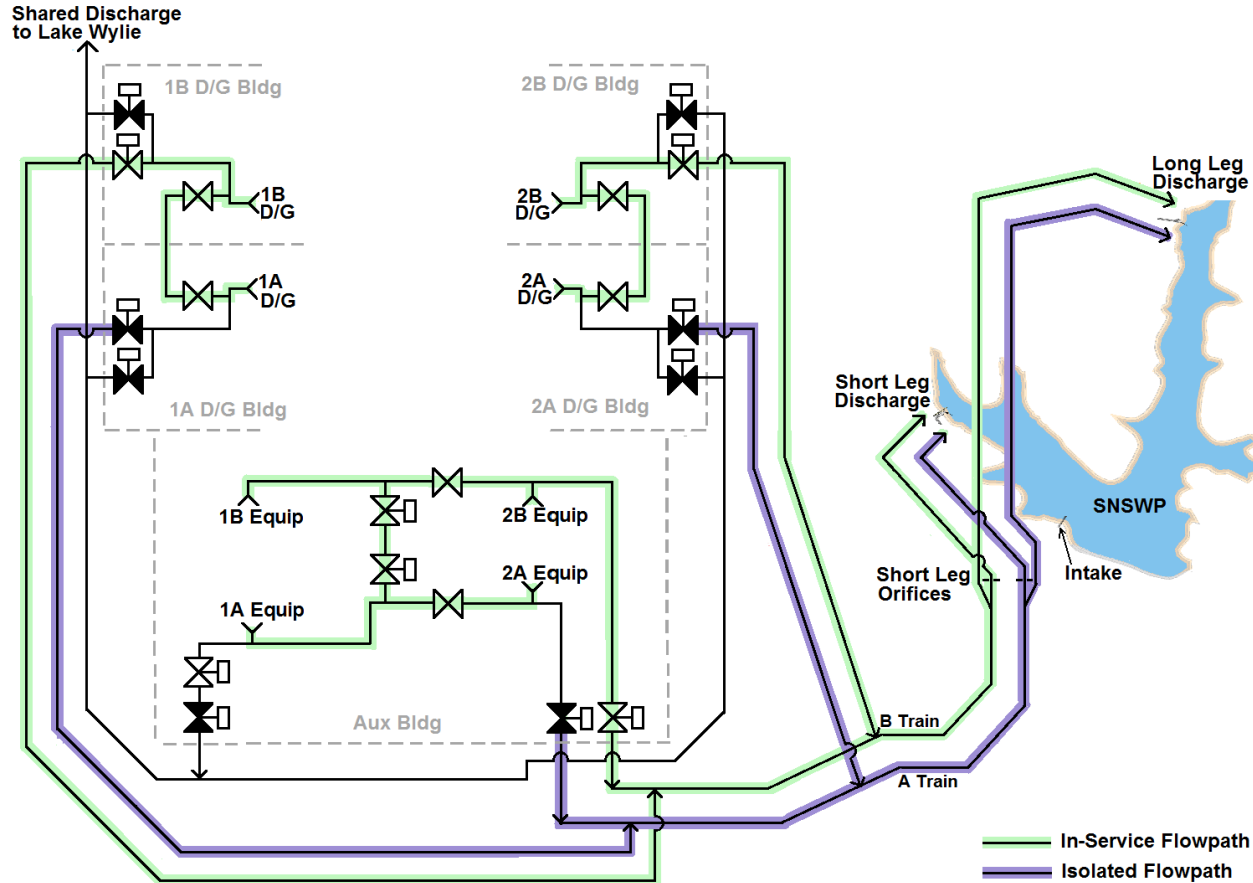 Shared Discharge
to Lake Wylie
1B D/G Bldg
2B D/G Bldg
Long Leg
Discharge
1B
D/G
2B
D/G
1A
D/G
2A
D/G
Short Leg
Discharge
1A D/G Bldg
2A D/G Bldg
SNSWP
1B Equip
2B Equip
2A Equip
Short Leg
Orifices
Intake
1A Equip
Aux Bldg
B Train
A Train
In-Service Flowpath
Isolated Flowpath